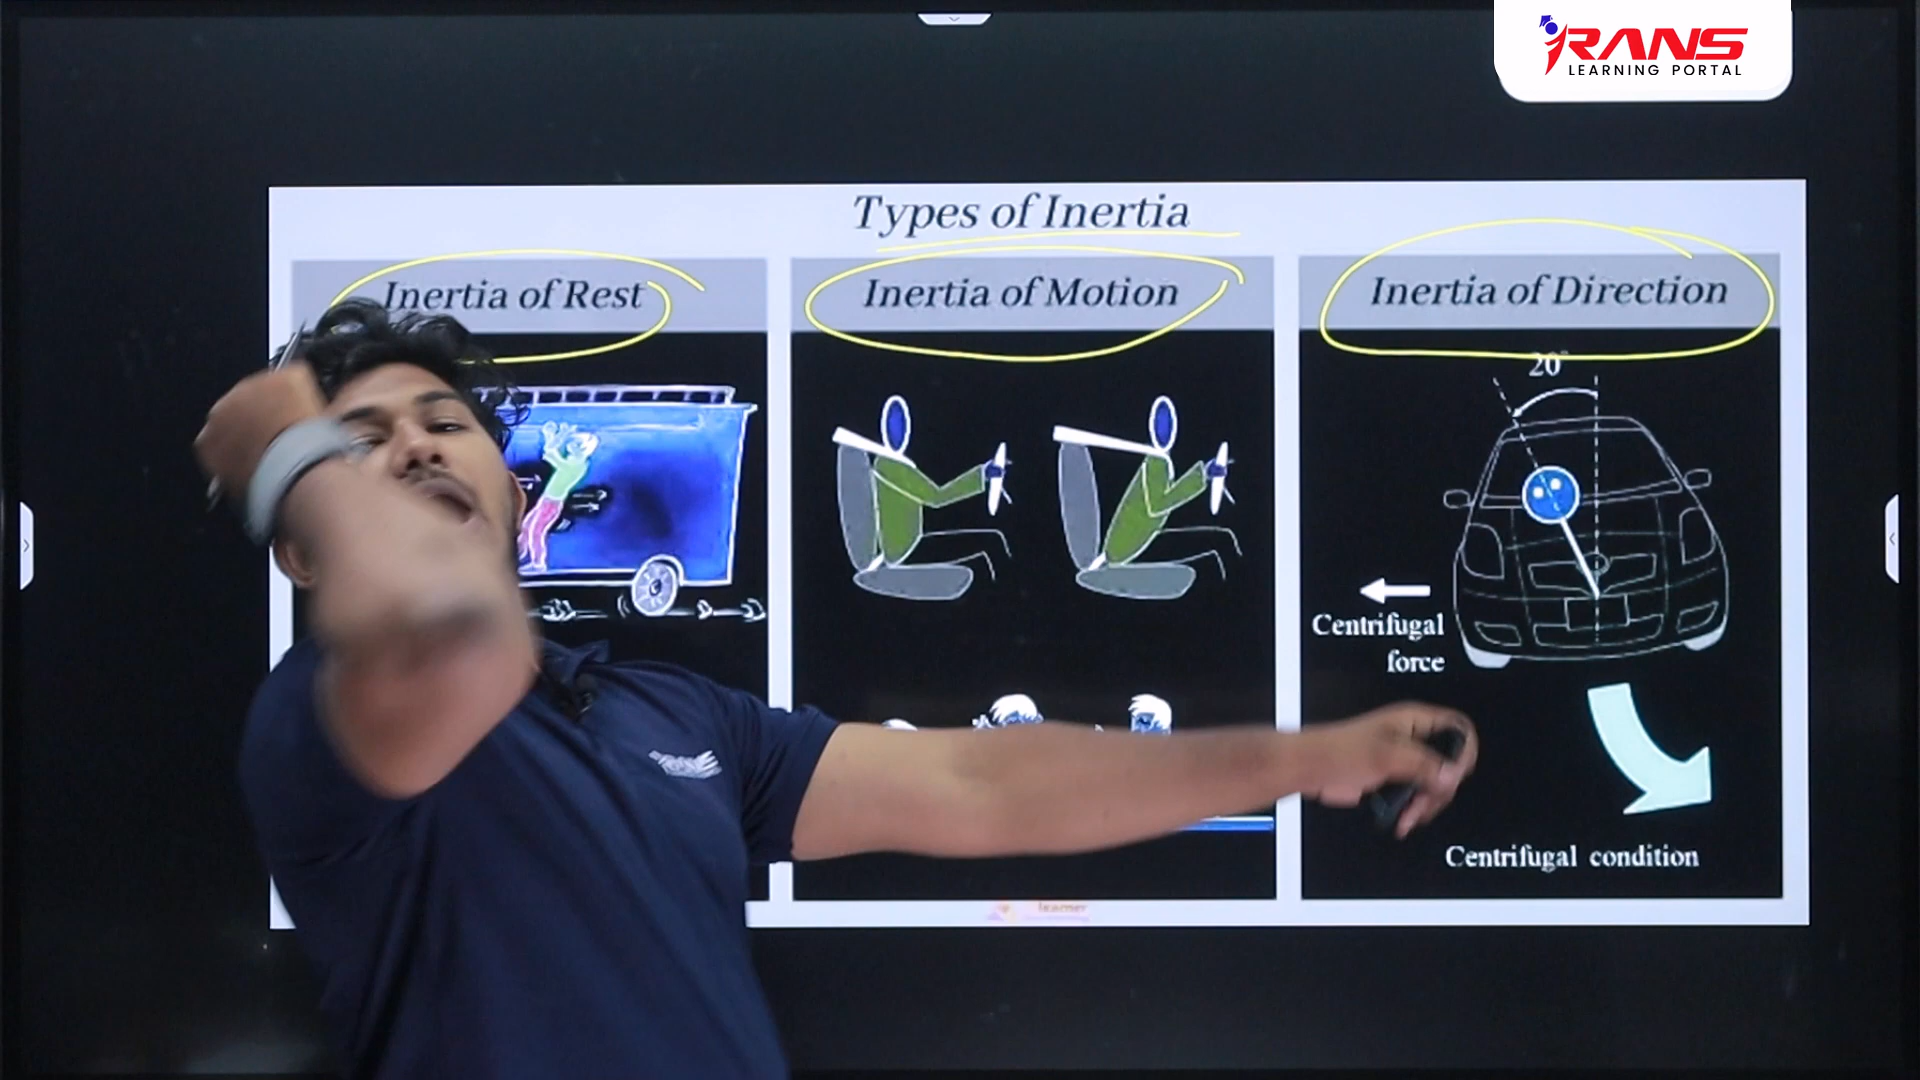 RANS
LEARNING PORTAL
Types of Inertia
Inertia of Rest
Inertia of Motion
Inertia of Direction
20°
Centrifugal
force
Centrifugal condition
learner